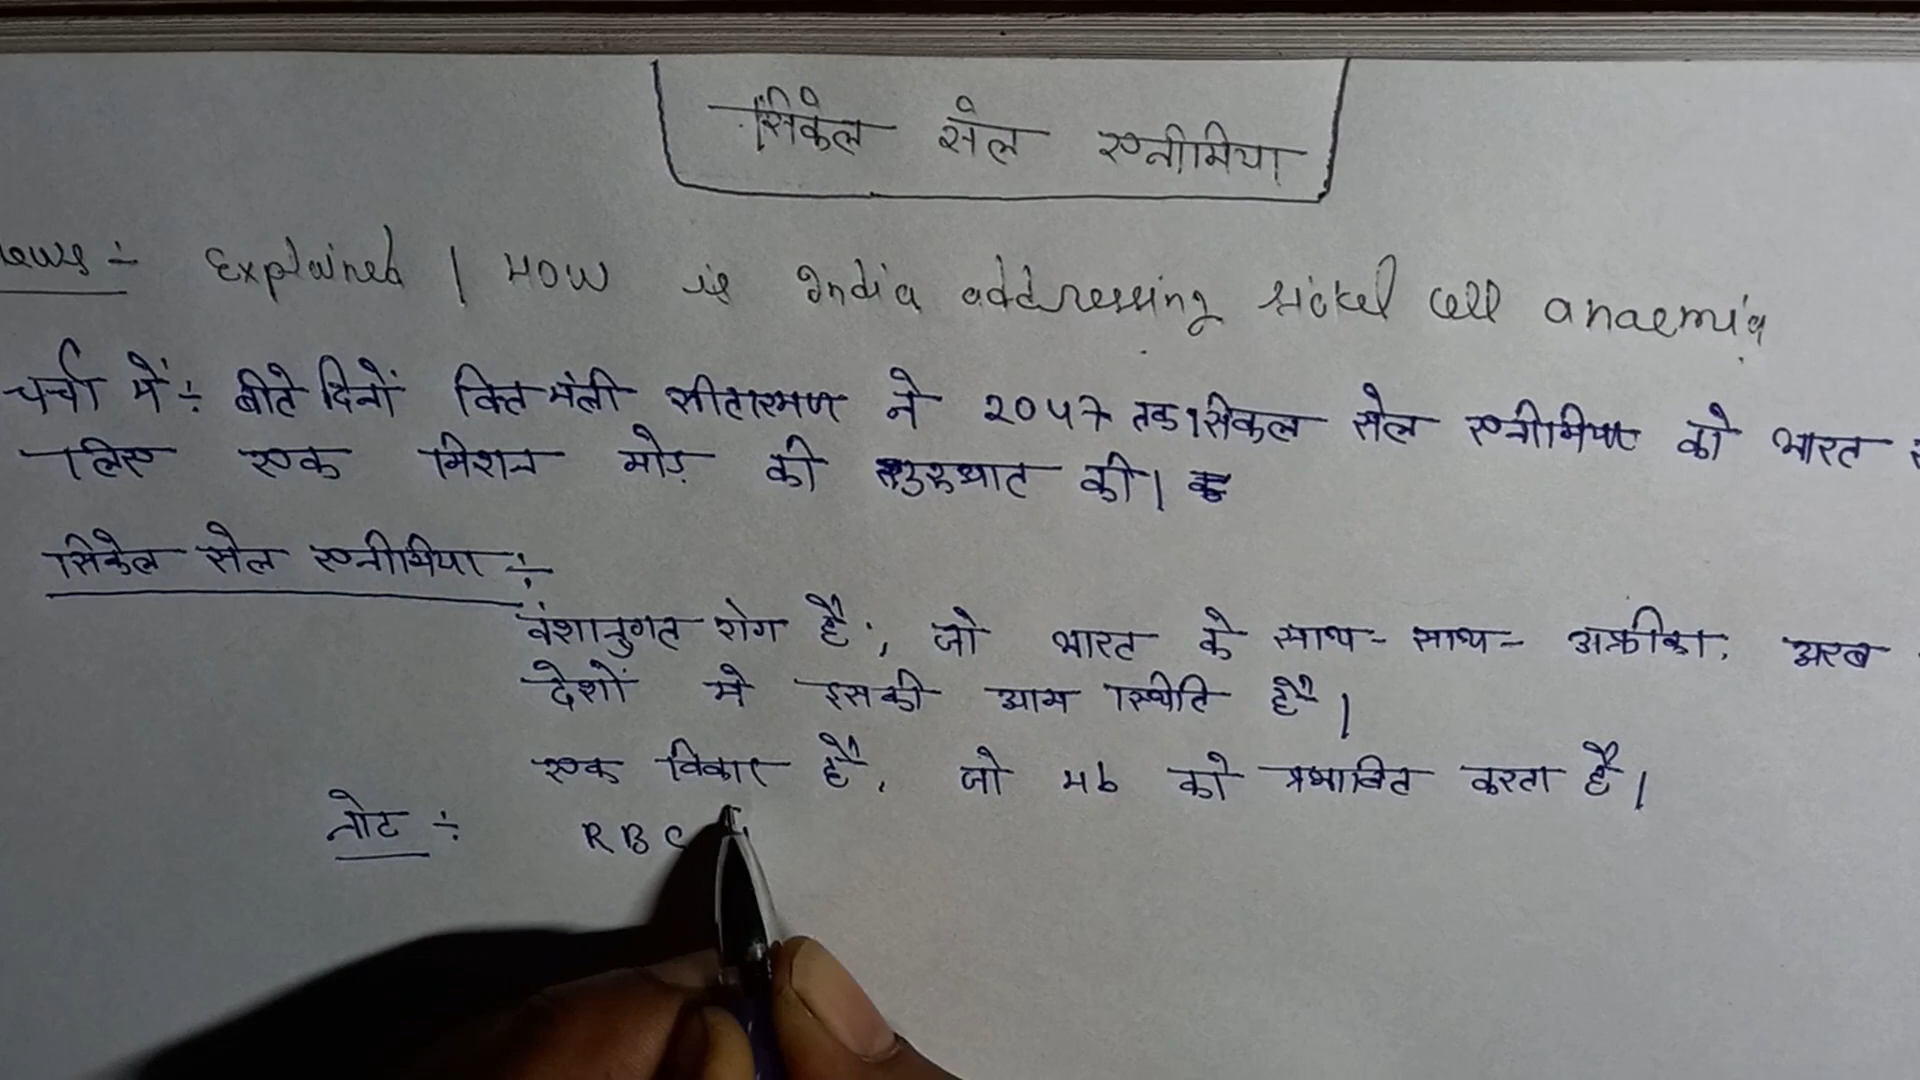 सिकेल सेल एनीमिया
News ÷ Explained | How is India addressing sickel cell anaemia
चर्चा में ÷ बीते दिनों वित्त मंत्री सीतारमण ने 2047 तक सिकल सेल एनीमिया को भारत
लिए एक मिशन मोड़ की शुरुआत की।
सिकेल सेल एनीमिया ÷
वंशानुगत रोग है, जो भारत के साथ-साथ- अफ्रीका, अरब
देशों मे इसकी आम स्थिति है।
एक विकार है, जो Hb को प्रभावित करता है।
नोट ÷ RBC